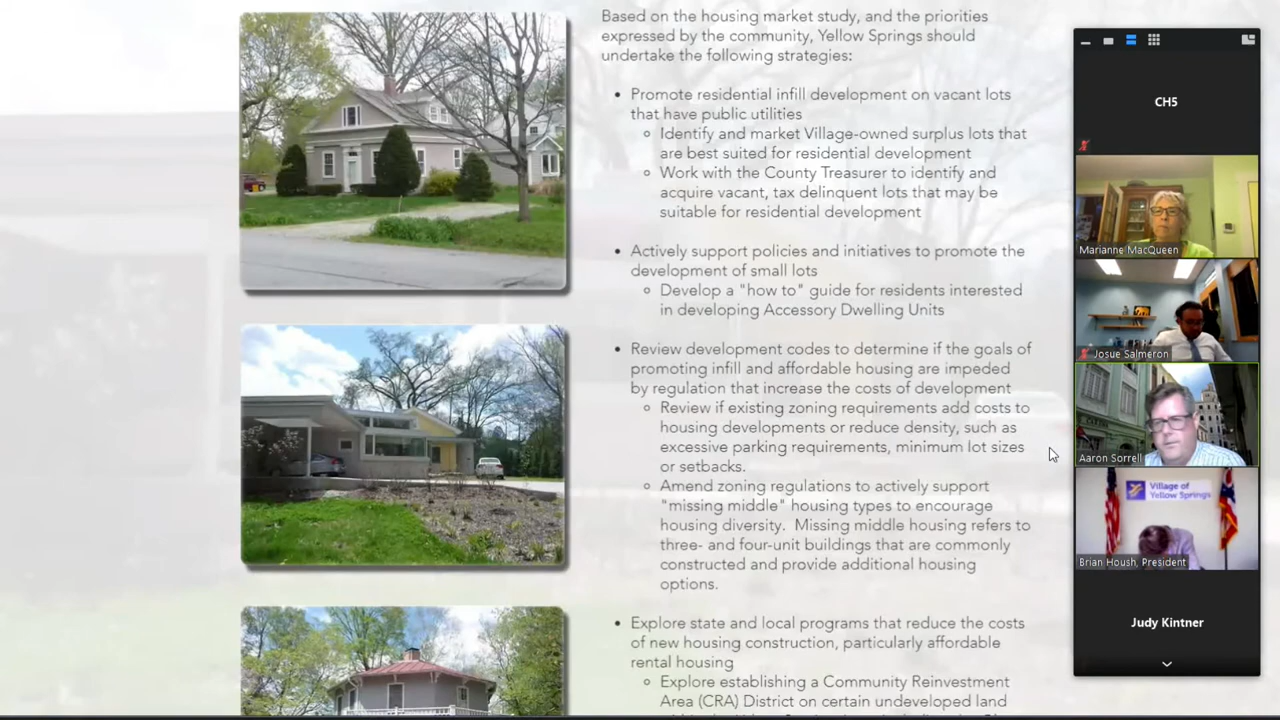 Based on the housing market study, and the priorities
expressed by the community, Yellow Springs should
undertake the following strategies:
• Promote residential infill development on vacant lots
that have public utilities
Identify and market Village-owned surplus lots that
are best suited for residential development
Work with the County Treasurer to identify and
acquire vacant, tax delinquent lots that may be
suitable for residential development
• Actively support policies and initiatives to promote the
development of small lots
Develop a "how to" guide for residents interested
in developing Accessory Dwelling Units
• Review development codes to determine if the goals of
promoting infill and affordable housing are impeded
by regulation that increase the costs of development
Review if existing zoning requirements add costs to
housing developments or reduce density, such as
excessive parking requirements, minimum lot sizes
or setbacks.
Amend zoning regulations to actively support
"missing middle" housing types to encourage
housing diversity. Missing middle housing refers to
three- and four-unit buildings that are commonly
constructed and provide additional housing
options.
• Explore state and local programs that reduce the costs
of new housing construction, particularly affordable
rental housing
Explore establishing a Community Reinvestment
Area (CRA) District on certain undeveloped land
CH5
Marianne MacQueen
Josue Salmeron
Aaron Sorrell
Village of
Yellow Springs
Brian Housh, President
Judy Kintner